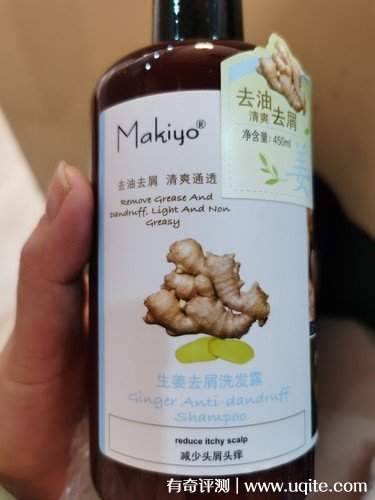 去油 去屑
清爽
净含量: 450ml
姜
Makiyo®
去油去屑 清爽通透
Remove Grease And
Dandruff, Light And Non
Greasy
生姜去屑洗发露
Ginger Anti-dandruff
Shampoo
reduce itchy scalp
减少头屑头痒
有奇评测 | www.uqite.com